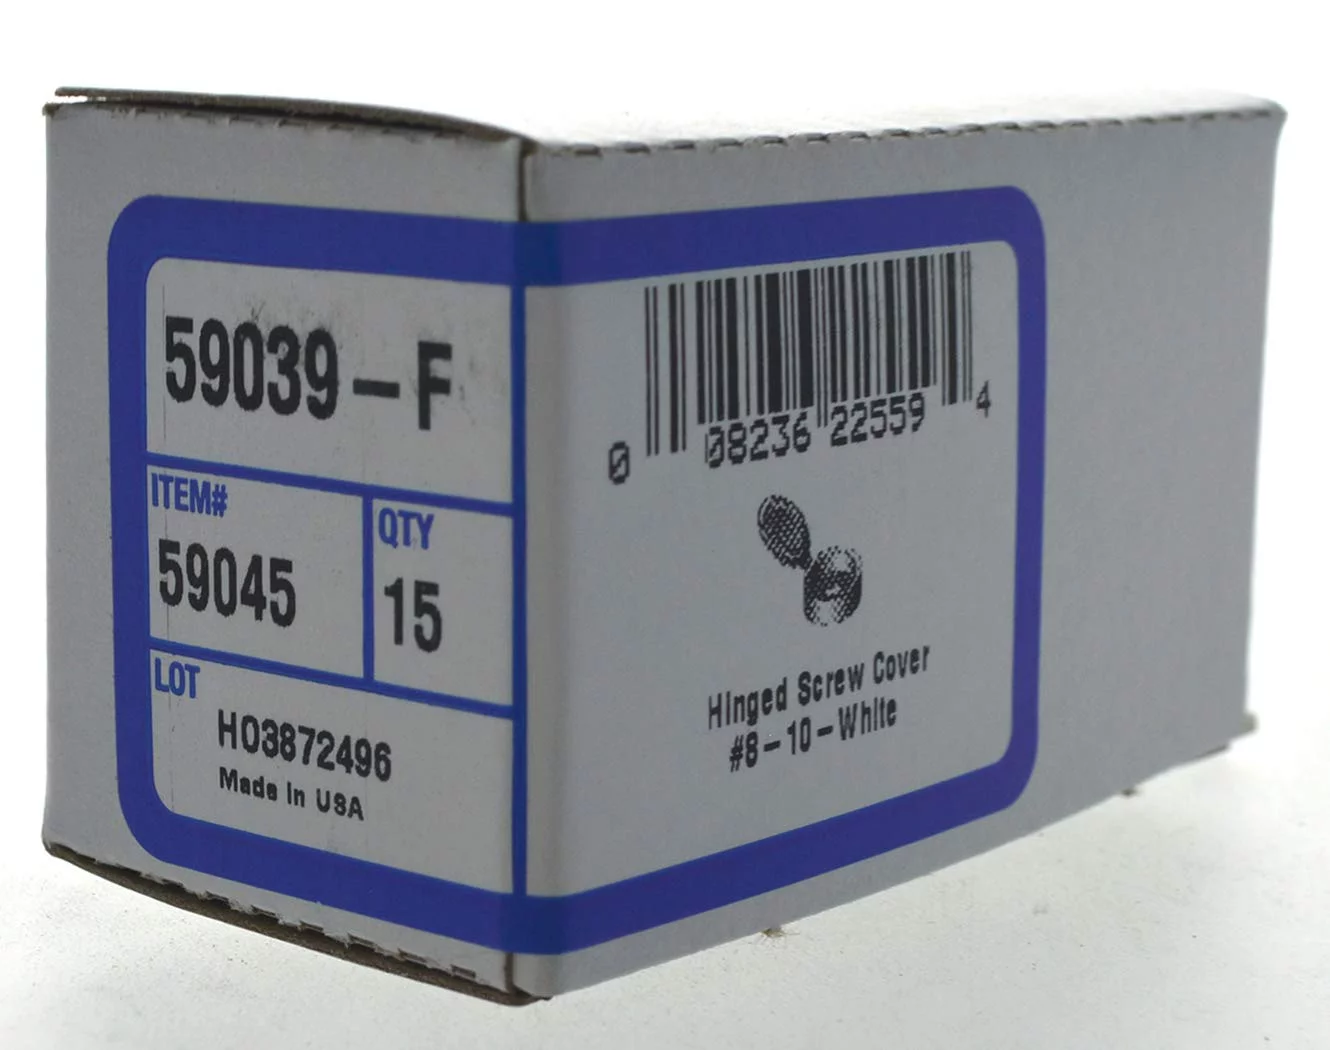 59039-F
ITEM#
59045
QTY
15
LOT
H03872496
Made in USA
0 08236 22559 4
Hinged Screw Cover
#8-10-White